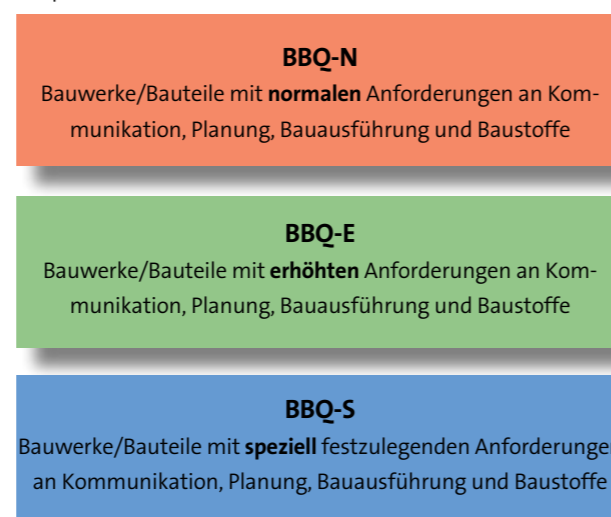 BBQ-N
Bauwerke/Bauteile mit normalen Anforderungen an Kom-
munikation, Planung, Bauausführung und Baustoffe
BBQ-E
Bauwerke/Bauteile mit erhöhten Anforderungen an Kom-
munikation, Planung, Bauausführung und Baustoffe
BBQ-S
Bauwerke/Bauteile mit speziell festzulegenden Anforderunge
an Kommunikation, Planung, Bauausführung und Baustoffe